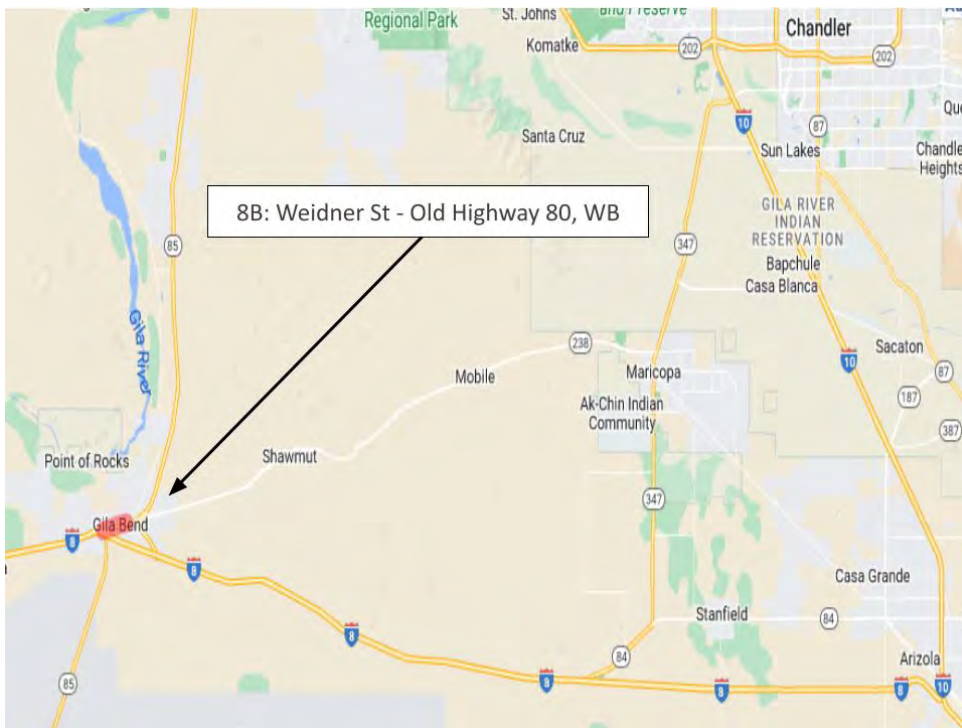 Regional Park
St. Johns
and Preserve
Komatke
202
Chandler
202
10
87
Santa Cruz
Sun Lakes
Chandler
Heights
8B: Weidner St - Old Highway 80, WB
85
347
GILA RIVER
INDIAN
RESERVATION
Bapchule
Casa Blanca
Gila River
238
Mobile
Maricopa
10
Sacaton
87
187
387
Ak-Chin Indian
Community
Point of Rocks
Shawmut
347
Gila Bend
8
8
Casa Grande
Stanfield
84
8
84
Arizola
85
8
8
8
10